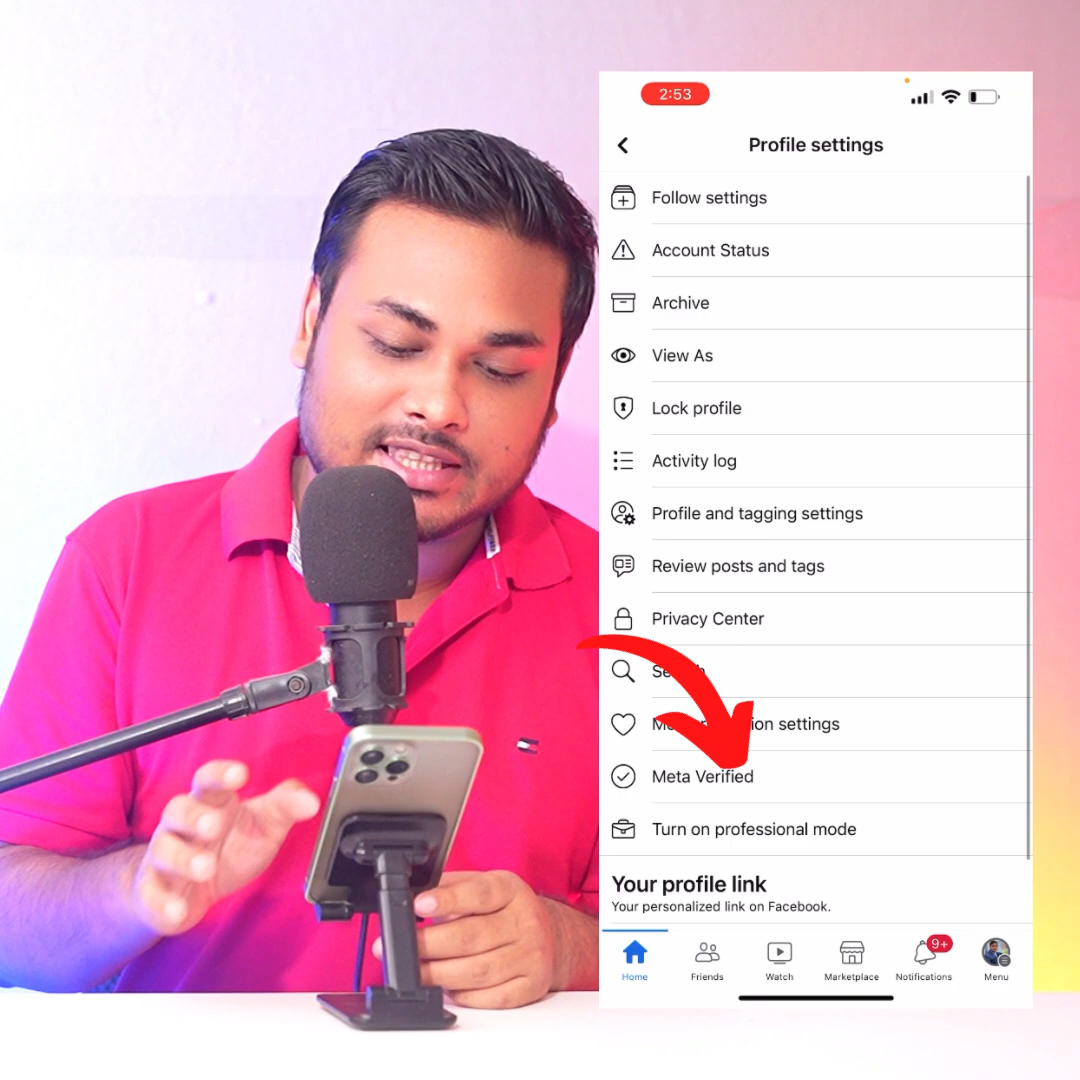 2:53
Profile settings
Follow settings
Account Status
Archive
View As
Lock profile
Activity log
Profile and tagging settings
Review posts and tags
Privacy Center
settings
Meta Verified
Turn on professional mode
Your profile link
Your personalized link on Facebook.
9+
Home Friends Watch Marketplace Notifications Menu